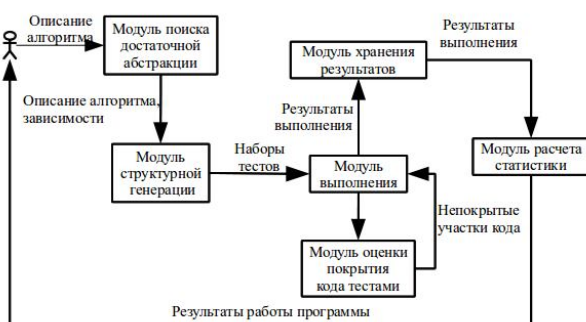 Описание
алгоритма
Модуль поиска
достаточной
абстракции
Результаты
выполнения
Модуль хранения
результатов
Описание алгоритма,
зависимости
Результаты
выполнения
Модуль
структурной
генерации
Наборы
тестов
Модуль
выполнения
Модуль расчета
статистики
Непокрытые
участки кода
Модуль оценки
покрытия
кода тестами
Результаты работы программы